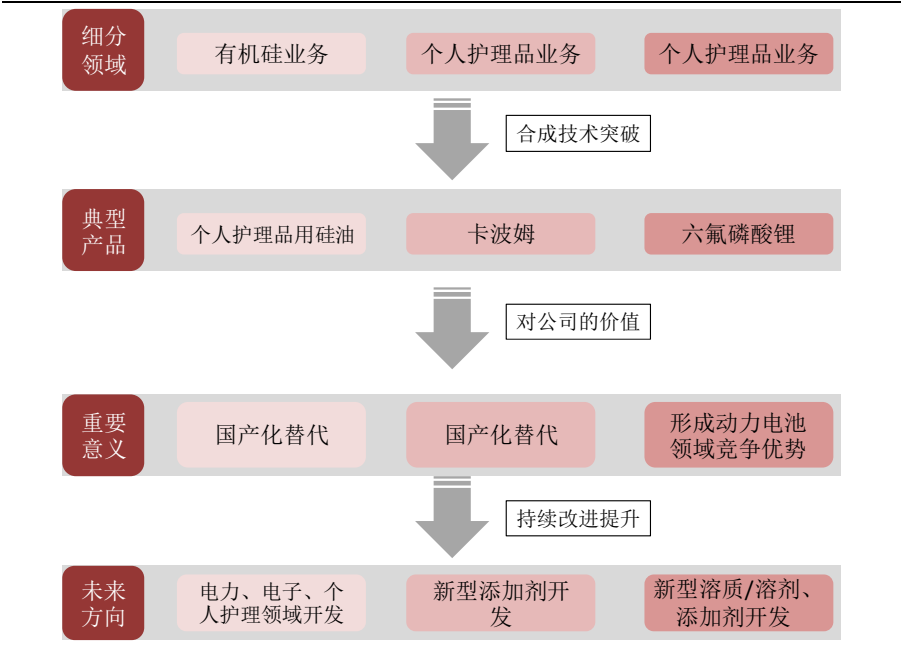 细分
领域
有机硅业务
个人护理品业务
个人护理品业务
合成技术突破
典型
产品
个人护理品用硅油
卡波姆
六氟磷酸锂
对公司的价值
重要
意义
国产化替代
国产化替代
形成动力电池
领域竞争优势
持续改进提升
未来
方向
电力、电子、个
人护理领域开发
新型添加剂开
发
新型溶质/溶剂、
添加剂开发